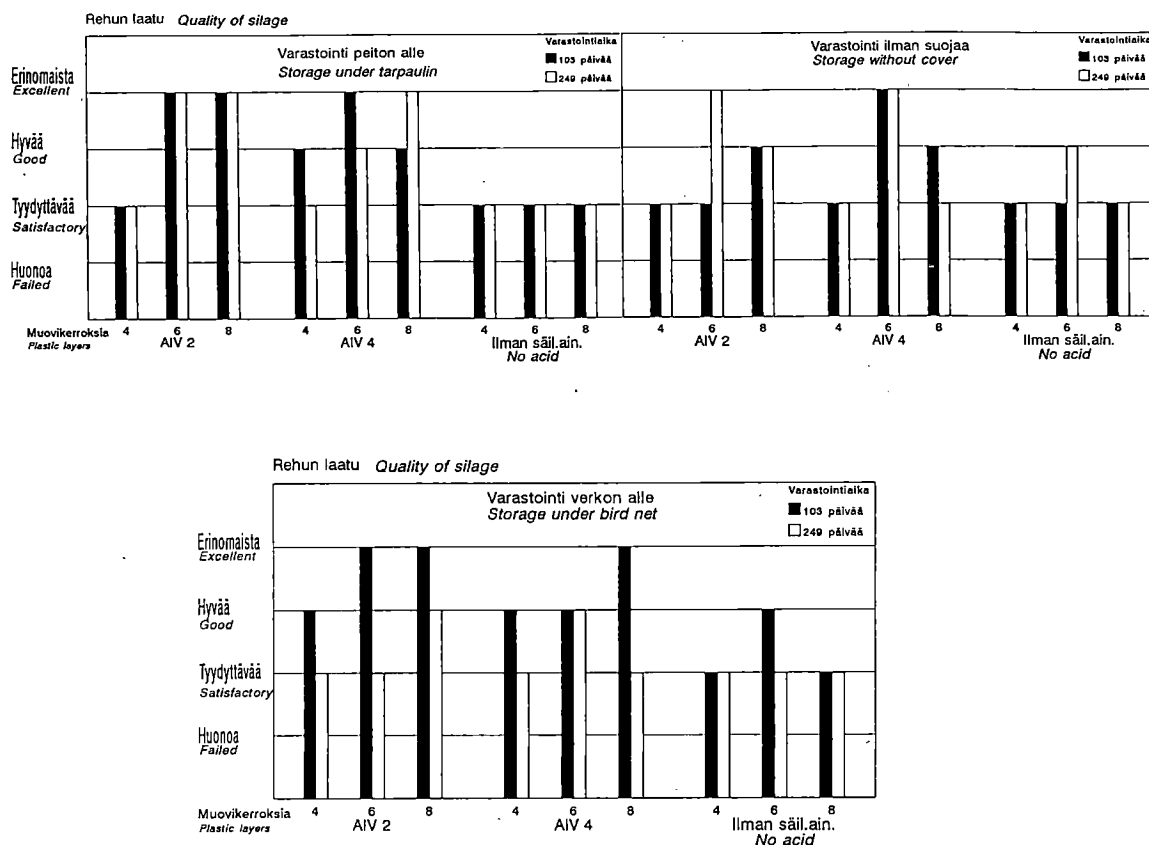 Rehun laatu Quality of silage
Varastointi peiton alle
Storage under tarpaulin
Varastointiaika
103 päivää
249 päivää
Varastointi ilman suojaa
Storage without cover
Varastointiaika
103 päivää
249 päivää
Erinomaista
Excellent
Hyvää
Good
Tyydyttävää
Satisfactory
Huonoa
Failed
Muovikerroksia 4 6 8 4 6 8 4 6 8 4 6 8 4 6 8 4 6 8
Plastic layers AIV 2 AIV 4 Ilman säil.ain. AIV 2 AIV 4 Ilman säil.ain.
No acid No acid
Rehun laatu Quality of silage
Varastointi verkon alle
Storage under bird net
Varastointiaika
103 päivää
249 päivää
Erinomaista
Excellent
Hyvää
Good
Tyydyttävää
Satisfactory
Huonoa
Failed
Muovikerroksia 4 6 8 4 6 8 4 6 8
Plastic layers AIV 2 AIV 4 Ilman säil.ain.
No acid